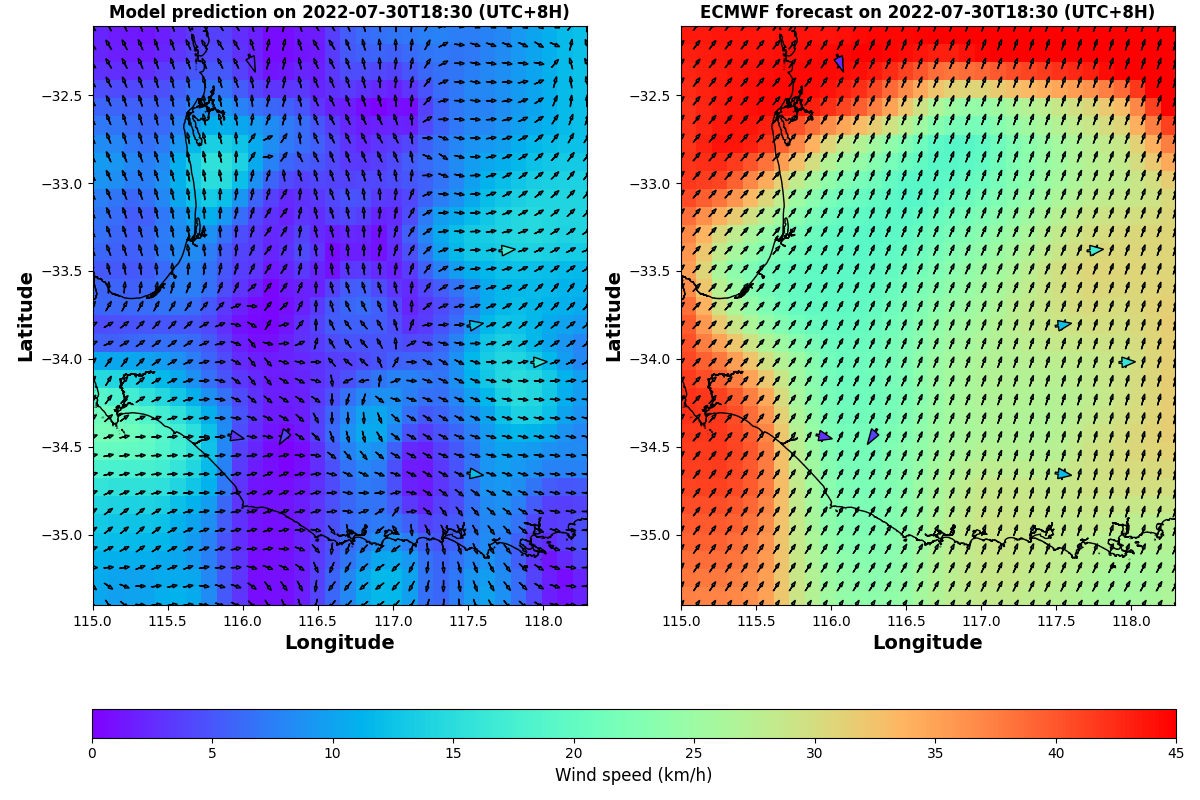 Model prediction on 2022-07-30T18:30 (UTC+8H)
ECMWF forecast on 2022-07-30T18:30 (UTC+8H)
Latitude
−32.5
−33.0
−33.5
−34.0
−34.5
−35.0
115.0 115.5 116.0 116.5 117.0 117.5 118.0
Longitude
Latitude
−32.5
−33.0
−33.5
−34.0
−34.5
−35.0
115.0 115.5 116.0 116.5 117.0 117.5 118.0
Longitude
0 5 10 15 20 25 30 35 40 45
Wind speed (km/h)